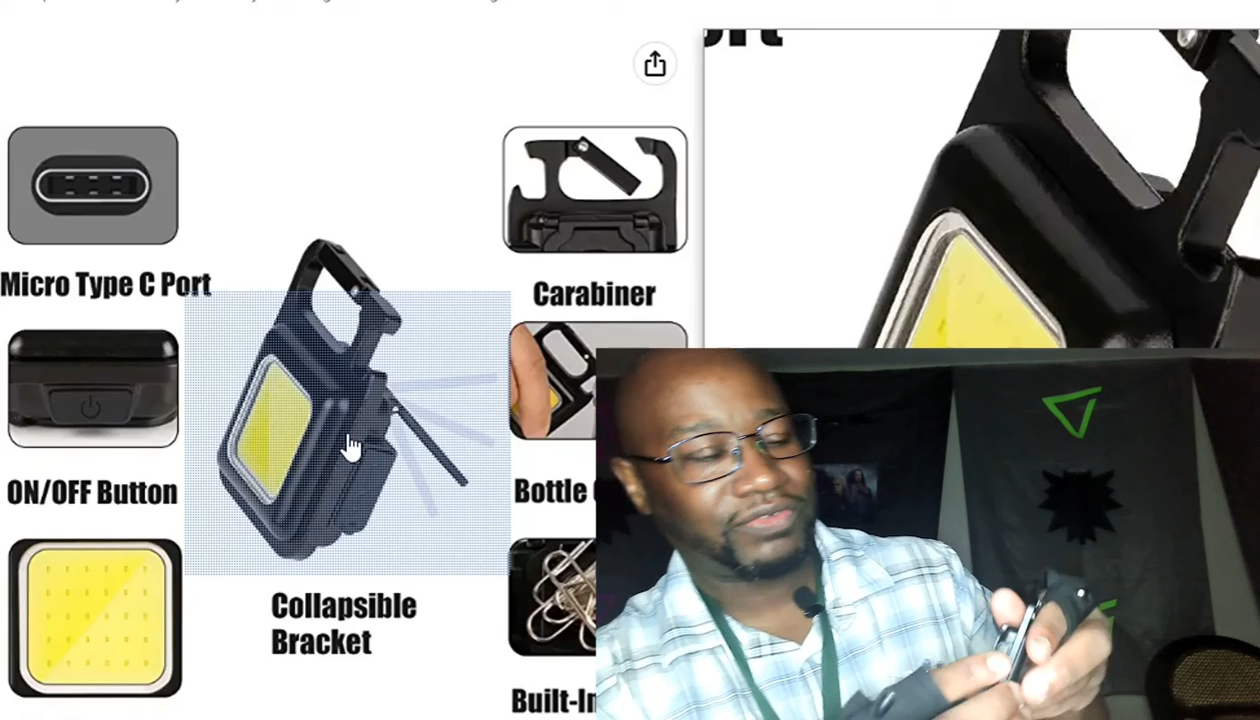 Micro Type C Port
Carabiner
ON/OFF Button
Bottle
Collapsible
Bracket
Built-In